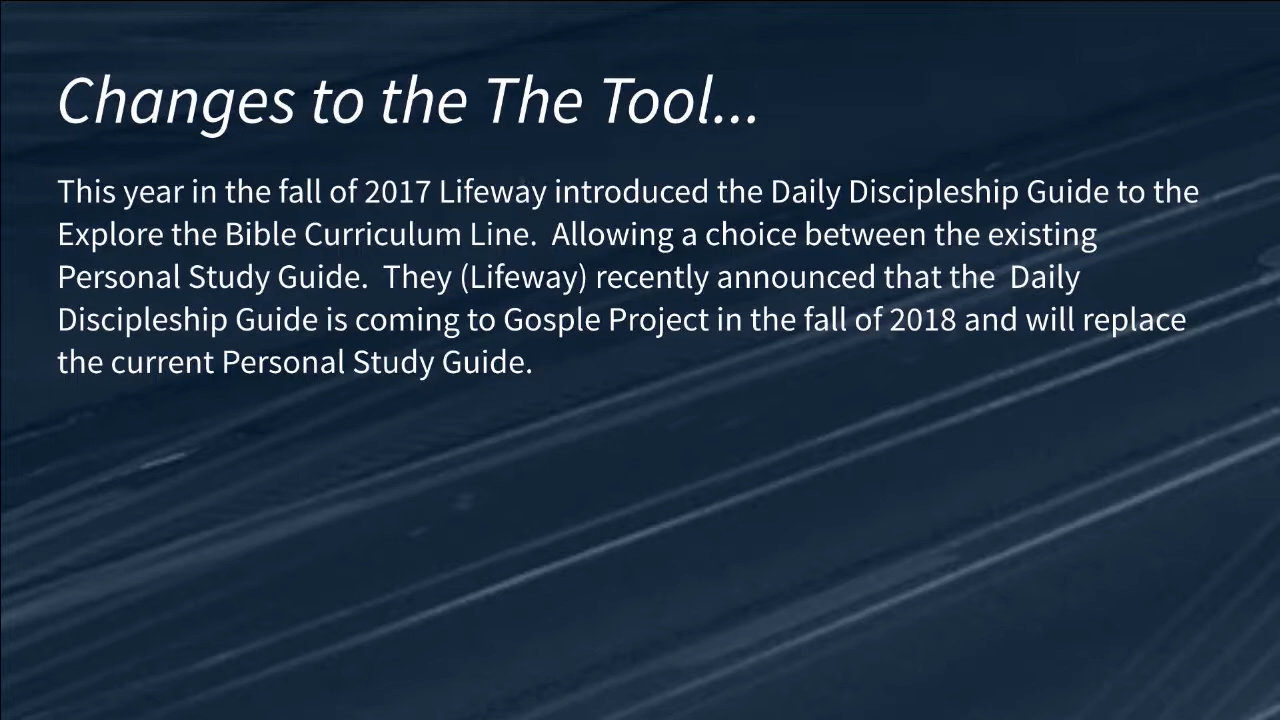 Changes to the The Tool...
This year in the fall of 2017 Lifeway introduced the Daily Discipleship Guide to the
Explore the Bible Curriculum Line.  Allowing a choice between the existing
Personal Study Guide.  They (Lifeway) recently announced that the  Daily
Discipleship Guide is coming to Gosple Project in the fall of 2018 and will replace
the current Personal Study Guide.